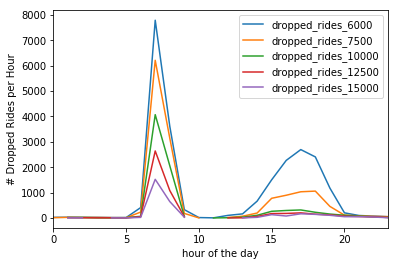 8000
7000
6000
5000
4000
3000
2000
1000
0
# Dropped Rides per Hour
dropped_rides_6000
dropped_rides_7500
dropped_rides_10000
dropped_rides_12500
dropped_rides_15000
0 5 10 15 20
hour of the day